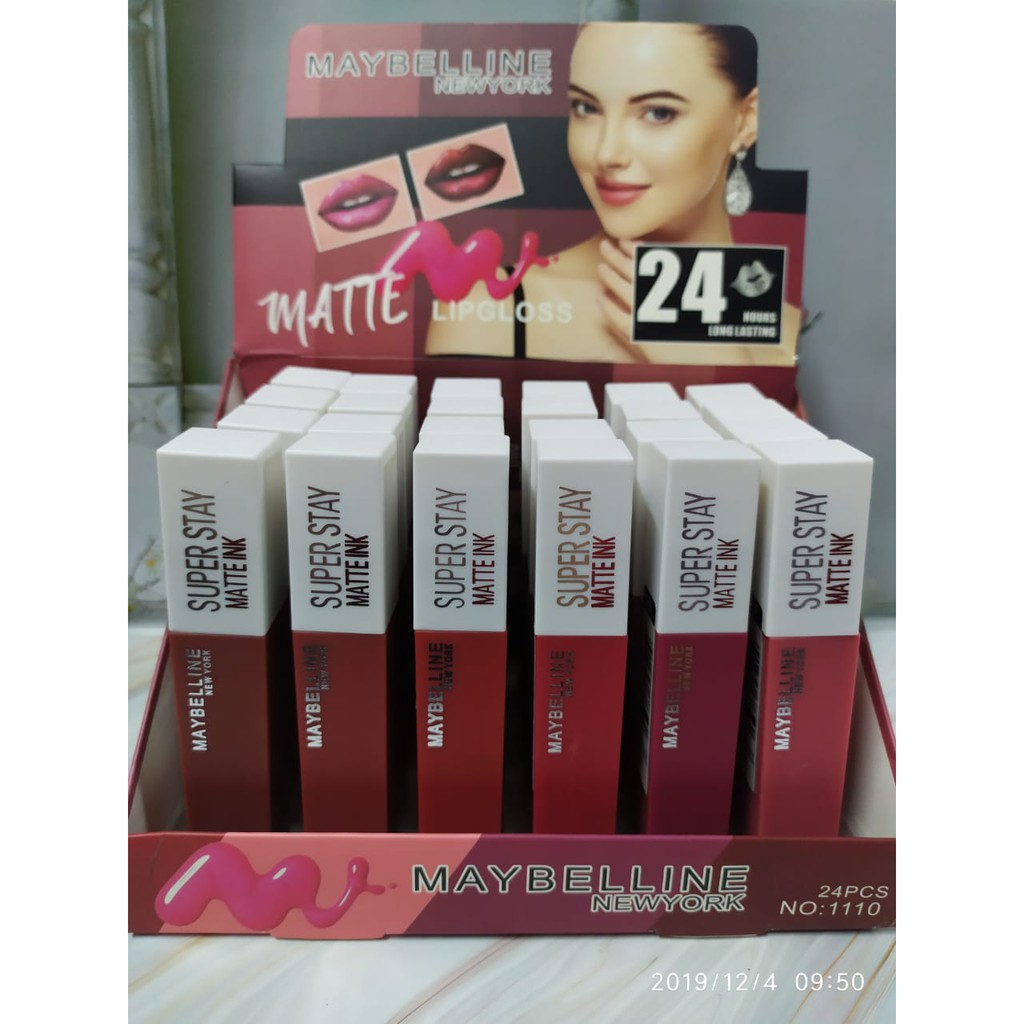 MAYBELLINE
NEWYORK
MATTE
LIPGLOSS
24
HOURS
LONG LASTING
SUPER STAY
MATTE INK
SUPER STAY
MATTE INK
SUPER STAY
MATTE INK
SUPER STAY
MATTE INK
SUPER STAY
MATTE INK
SUPER STAY
MATTE INK
MAYBELLINE
NEW YORK
MAYBELLINE
NEW YORK
MAYBELLINE
NEW YORK
MAYBELLINE
NEW YORK
MAYBELLINE
NEW YORK
MAYBELLINE
NEW YORK
MAYBELLINE
NEWYORK
24PCS
NO:1110
2019/12/4 09:50